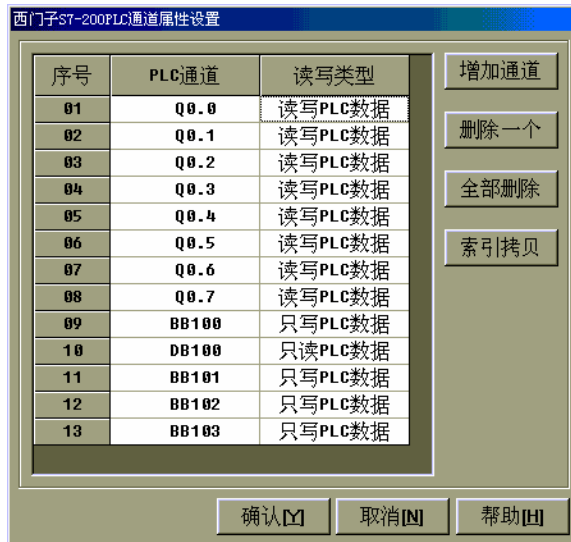 西门子S7-200PLC通道属性设置
序号 PLC通道 读写类型
01 Q0.0 读写PLC数据
02 Q0.1 读写PLC数据
03 Q0.2 读写PLC数据
04 Q0.3 读写PLC数据
05 Q0.4 读写PLC数据
06 Q0.5 读写PLC数据
07 Q0.6 读写PLC数据
08 Q0.7 读写PLC数据
09 BB100 只写PLC数据
10 DB100 只读PLC数据
11 BB101 只写PLC数据
12 BB102 只写PLC数据
13 BB103 只写PLC数据
增加通道
删除一个
全部删除
索引拷贝
确认[Y] 取消[N] 帮助[H]